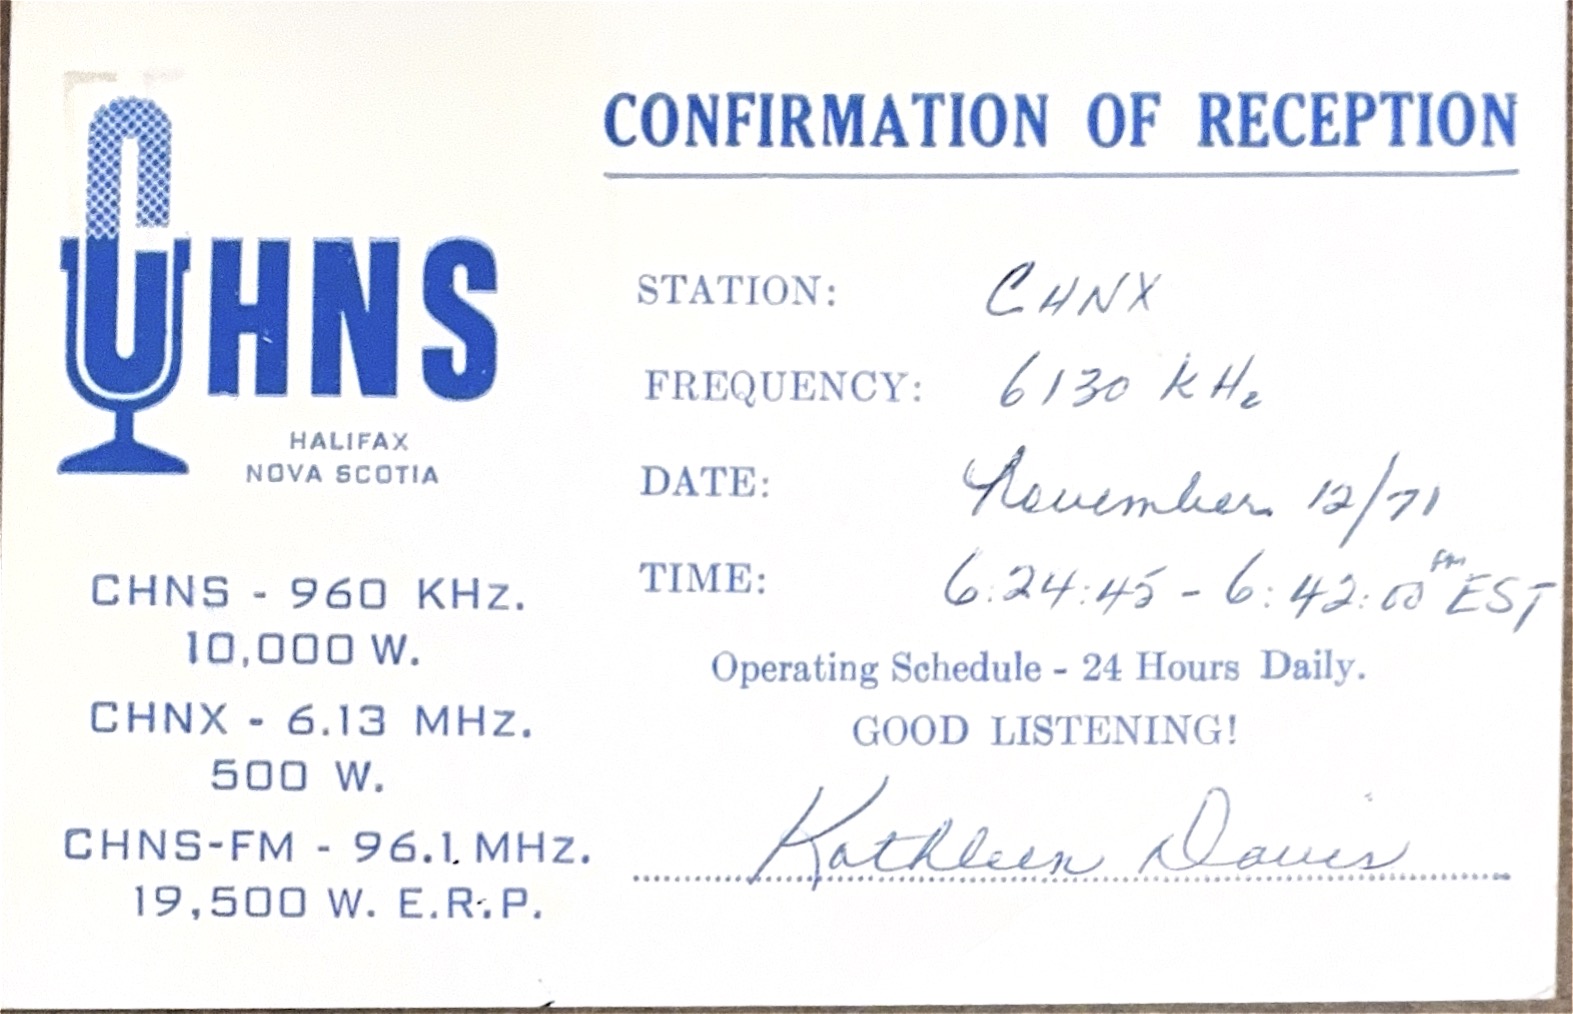 CONFIRMATION OF RECEPTION
CHNS
HALIFAX
NOVA SCOTIA
CHNS - 960 KHz.
10,000 W.
CHNX - 6.13 MHz.
500 W.
CHNS-FM - 96.1 MHz.
19,500 W. E.R.P.
STATION: CHNX
FREQUENCY: 6130 KHz
DATE: November 12/71
TIME: 6:24:45 - 6:42:00 PM EST
Operating Schedule - 24 Hours Daily.
GOOD LISTENING!
Kathleen Davis